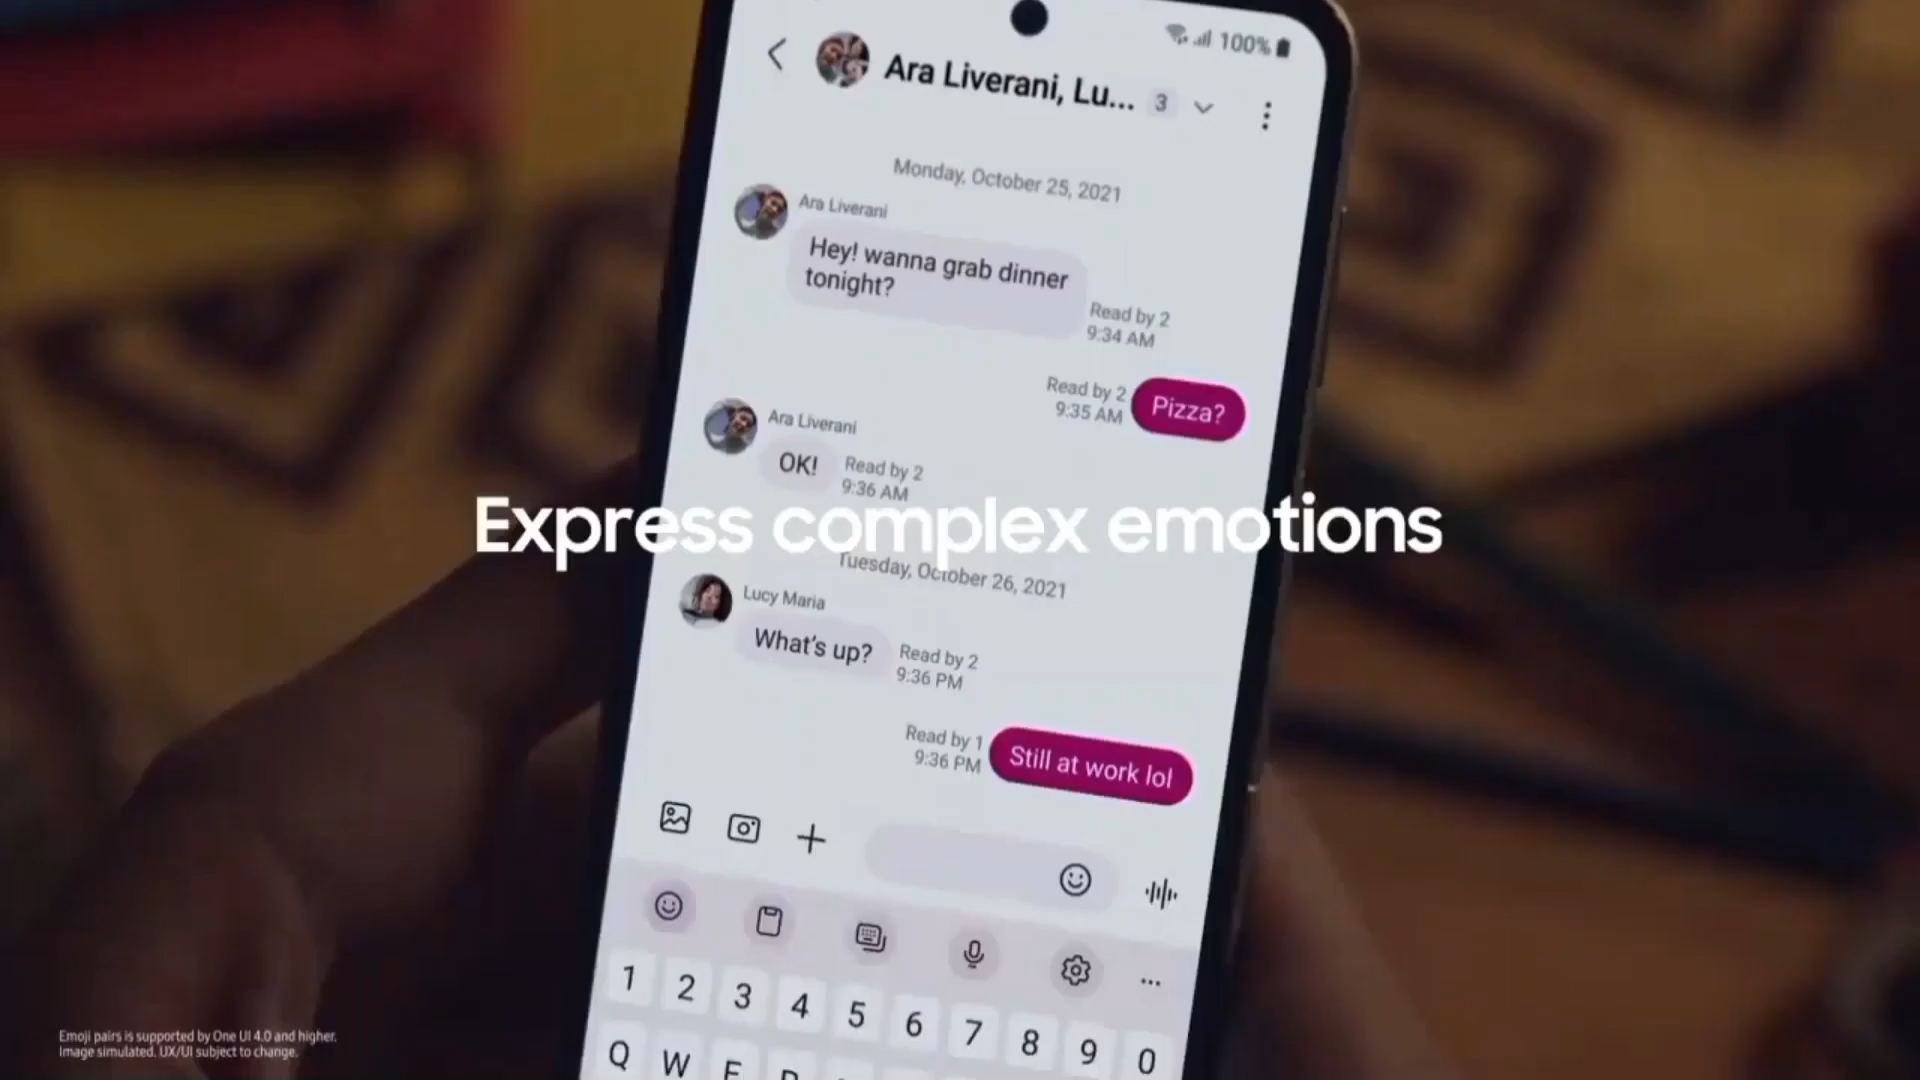 100%
Ara Liverani, Lu... 3
Monday, October 25, 2021
Ara Liverani
Hey! wanna grab dinner
tonight?
Read by 2
9:34 AM
Read by 2
9:35 AM
Pizza?
Ara Liverani
OK!
Read by 2
9:36 AM
Express complex emotions
Tuesday, October 26, 2021
Lucy Maria
What's up?
Read by 2
9:36 PM
Read by 1
9:36 PM
Still at work lol
1 2 3 4 5 6 7 8 9 0
Q W E
Emoji pairs is supported by One UI 4.0 and higher.
Image simulated. UX/UI subject to change.